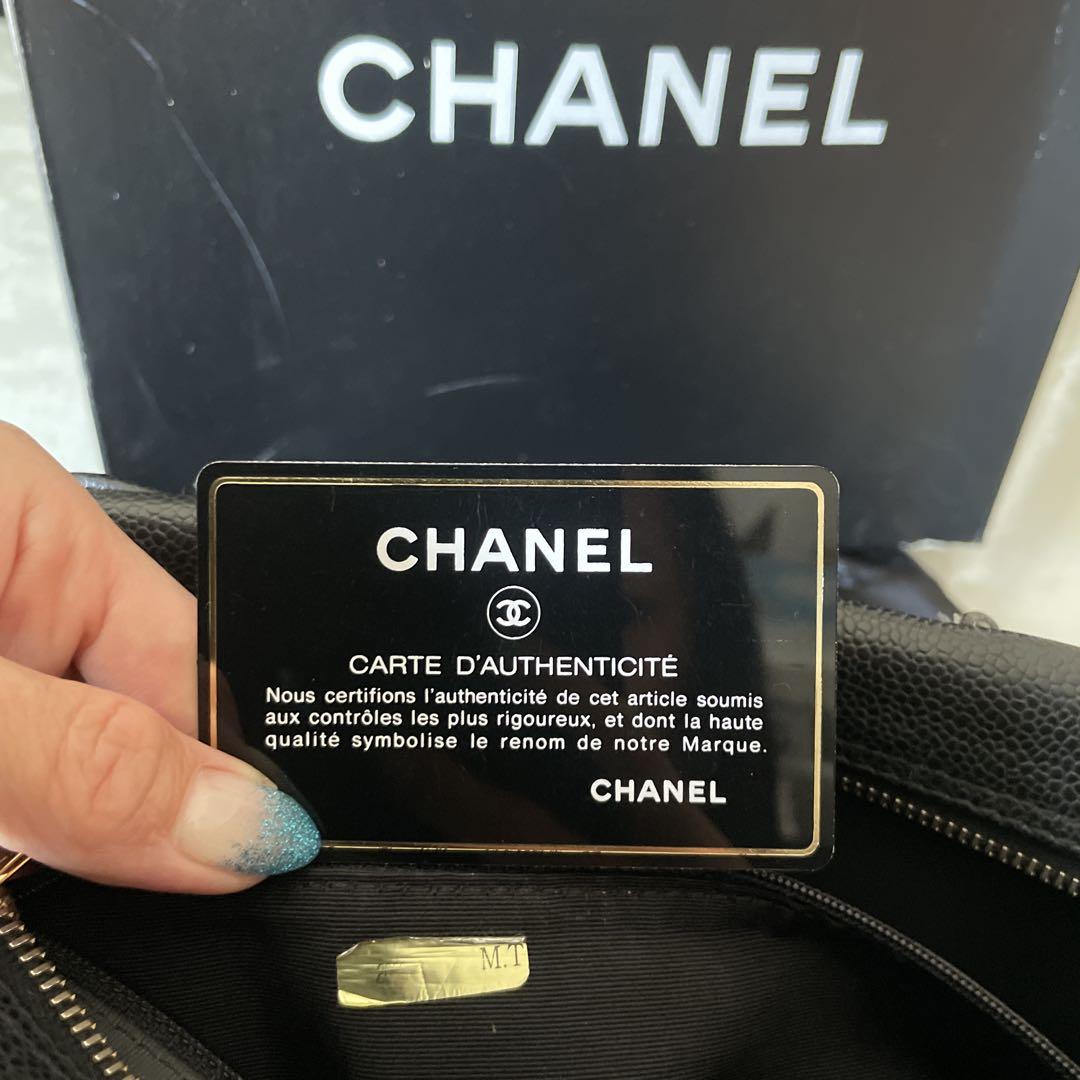 CHANEL
CHANEL
CARTE D'AUTHENTICITÉ
Nous certifions l'authenticité de cet article soumis
aux contrôles les plus rigoureux, et dont la haute
qualité symbolise le renom de notre Marque.
CHANEL
M.T